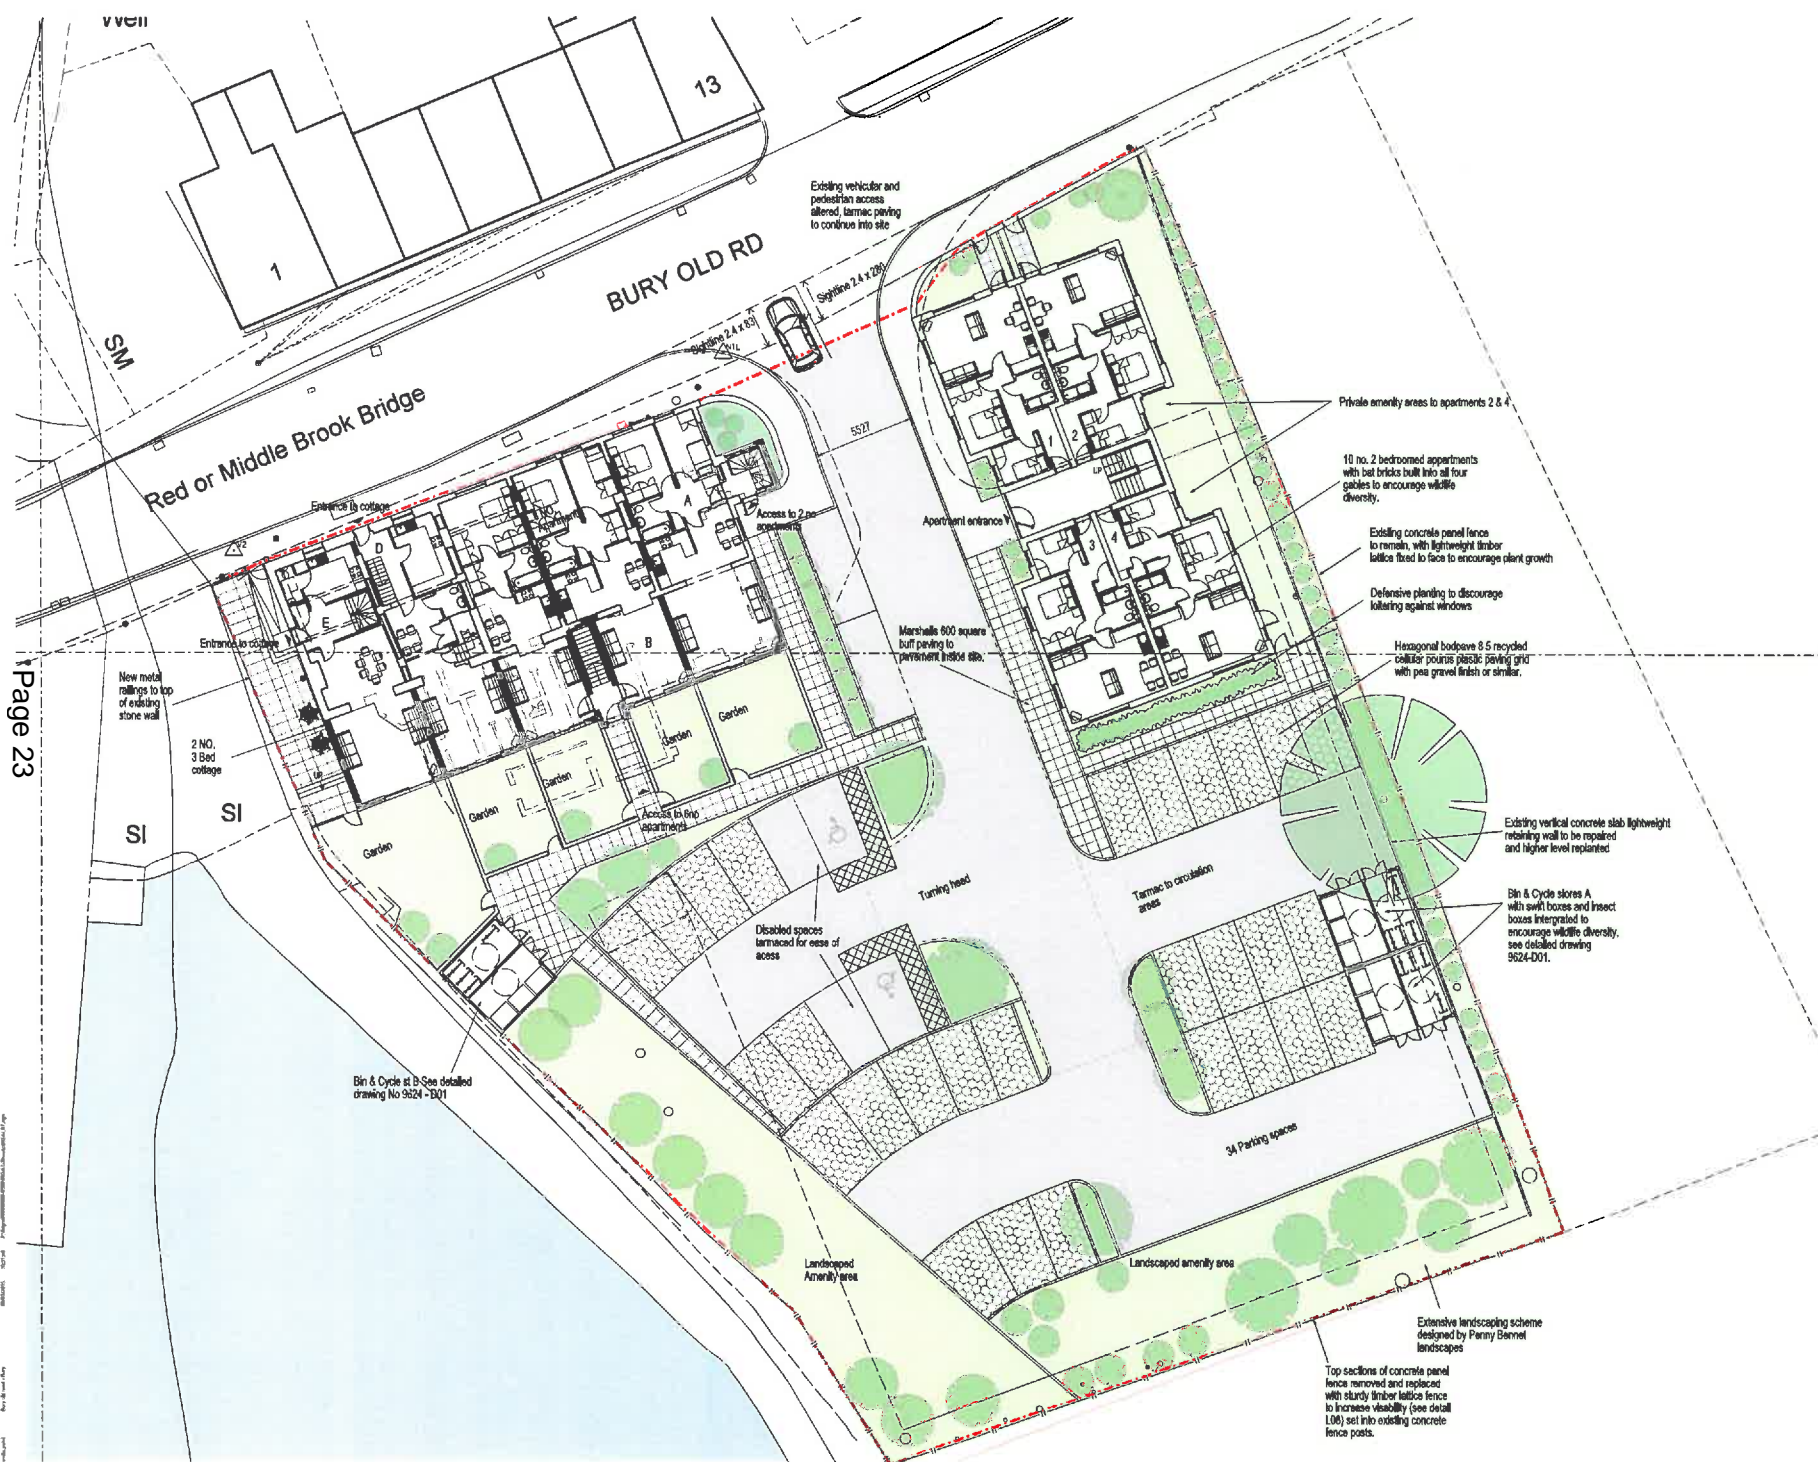 Well
13
1
SM
BURY OLD RD
Red or Middle Brook Bridge
Existing vehicular and
pedestrian access
altered, tarmac paving
to continue into site
Sightline 2.4 x 83
5527
Private amenity areas to apartments 2 & 4
10 no. 2 bedroomed appartments
with bat bricks built into all four
gables to encourage wildlife
diversity.
Existing concrete panel fence
to remain, with lightweight timber
lattice fixed to face to encourage plant growth
Defensive planting to discourage
loitering against windows
Hexagonal bodpave 8 5 recycled
cellular pourus plastic paving grid
with pea gravel finish or similar.
1
2
3
4
LP
Apartment entrance
Marshalls 600 square
buff paving to
pavement inside site.
Entrance to cottage
Access to 2 no
apartments
A
B
D
E
Entrance to cottage
New metal
railings to top
of existing
stone wall
2 NO.
3 Bed
cottage
UP
Page 23
SI
SI
Garden
Garden
Garden
Garden
Garden
Access to 6no
apartments
Turning head
Tarmac to circulation
areas
Disabled spaces
tarmaced for ease of
acess
Existing vertical concrete slab lightweight
retaining wall to be repaired
and higher level replanted
Bin & Cycle stores A
with swift boxes and insect
boxes intergrated to
encourage wildlife diversity.
see detailed drawing
9624-D01.
Bin & Cycle st B See detailed
drawing No 9624 - D01
34 Parking spaces
Landscaped
Amenity area
Landscaped amenity area
Extensive landscaping scheme
designed by Penny Bennet
landscapes
Top sections of concrete panel
fence removed and replaced
with sturdy timber lattice fence
to increase visability (see detail
L06) set into existing concrete
fence posts.